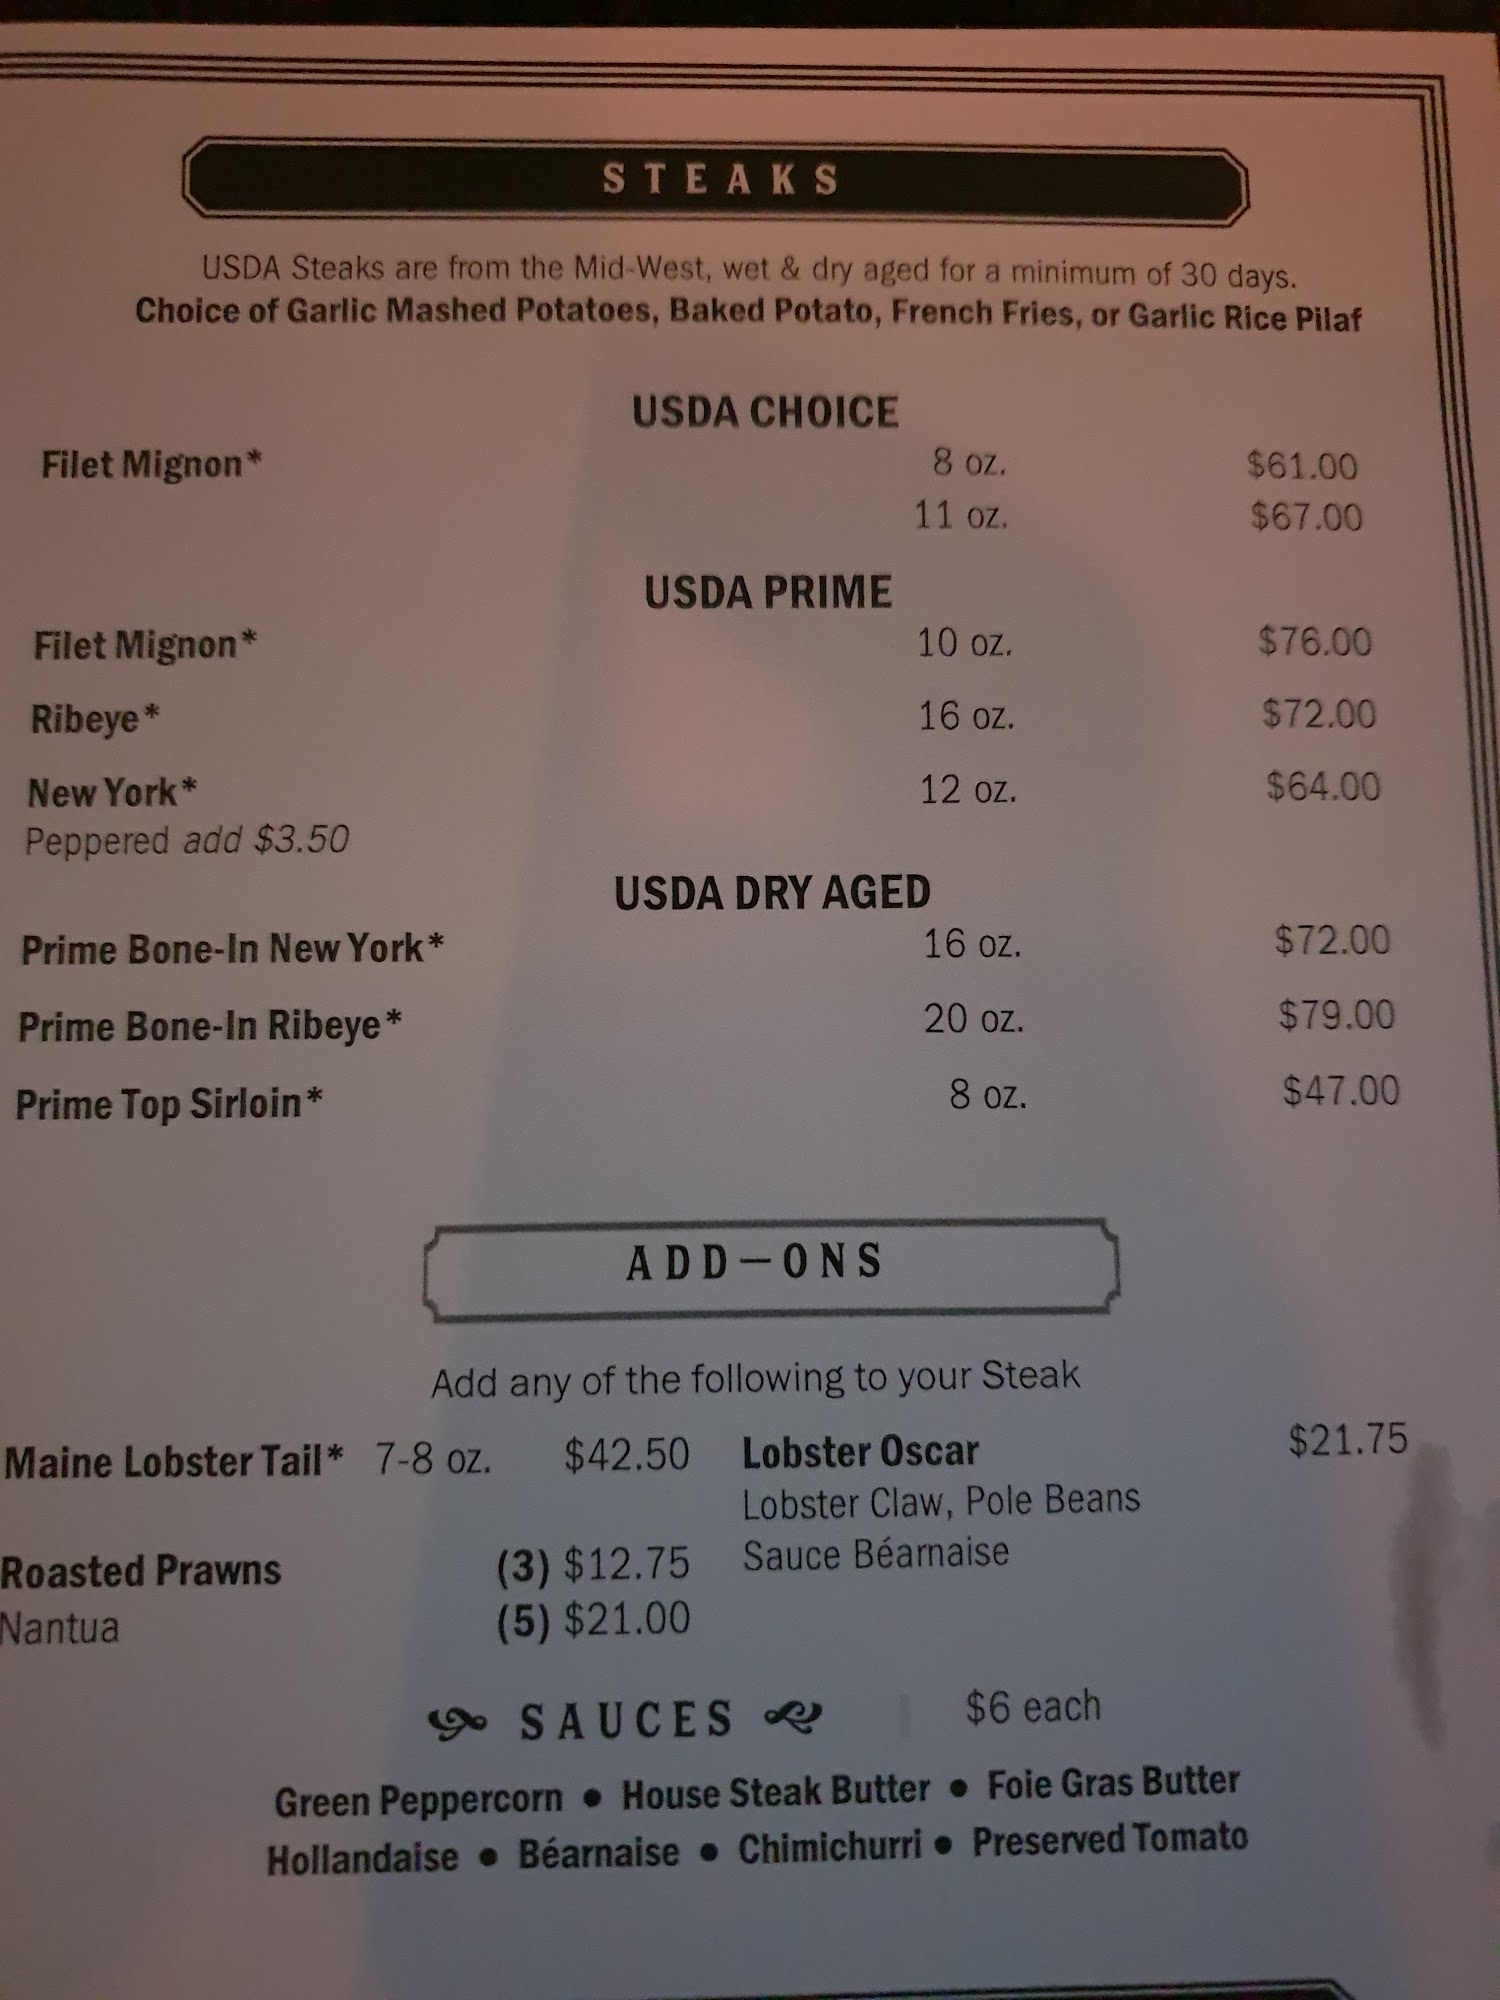 STEAKS
USDA Steaks are from the Mid-West, wet & dry aged for a minimum of 30 days.
Choice of Garlic Mashed Potatoes, Baked Potato, French Fries, or Garlic Rice Pilaf
USDA CHOICE
Filet Mignon* 8 oz. $61.00
11 oz. $67.00
USDA PRIME
Filet Mignon* 10 oz. $76.00
Ribeye* 16 oz. $72.00
New York* 12 oz. $64.00
Peppered add $3.50
USDA DRY AGED
Prime Bone-In New York* 16 oz. $72.00
Prime Bone-In Ribeye* 20 oz. $79.00
Prime Top Sirloin* 8 oz. $47.00
ADD–ONS
Add any of the following to your Steak
Maine Lobster Tail* 7-8 oz. $42.50
Roasted Prawns (3) $12.75
Nantua (5) $21.00
Lobster Oscar $21.75
Lobster Claw, Pole Beans
Sauce Béarnaise
SAUCES $6 each
Green Peppercorn • House Steak Butter • Foie Gras Butter
Hollandaise • Béarnaise • Chimichurri • Preserved Tomato